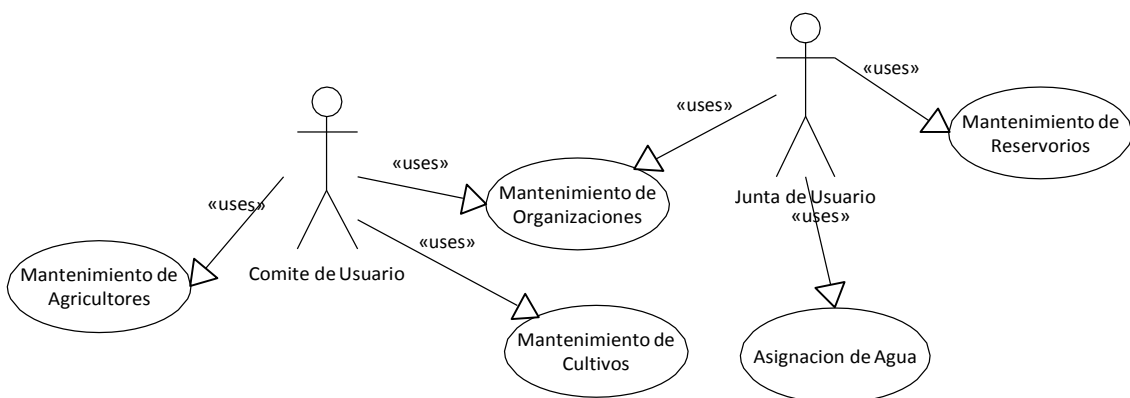 «uses»
Mantenimiento de
Reservorios
«uses»
«uses»
Mantenimiento de
Organizaciones
Junta de Usuario
«uses»
«uses»
Mantenimiento de
Agricultores
Comite de Usuario
«uses»
Mantenimiento de
Cultivos
Asignacion de Agua